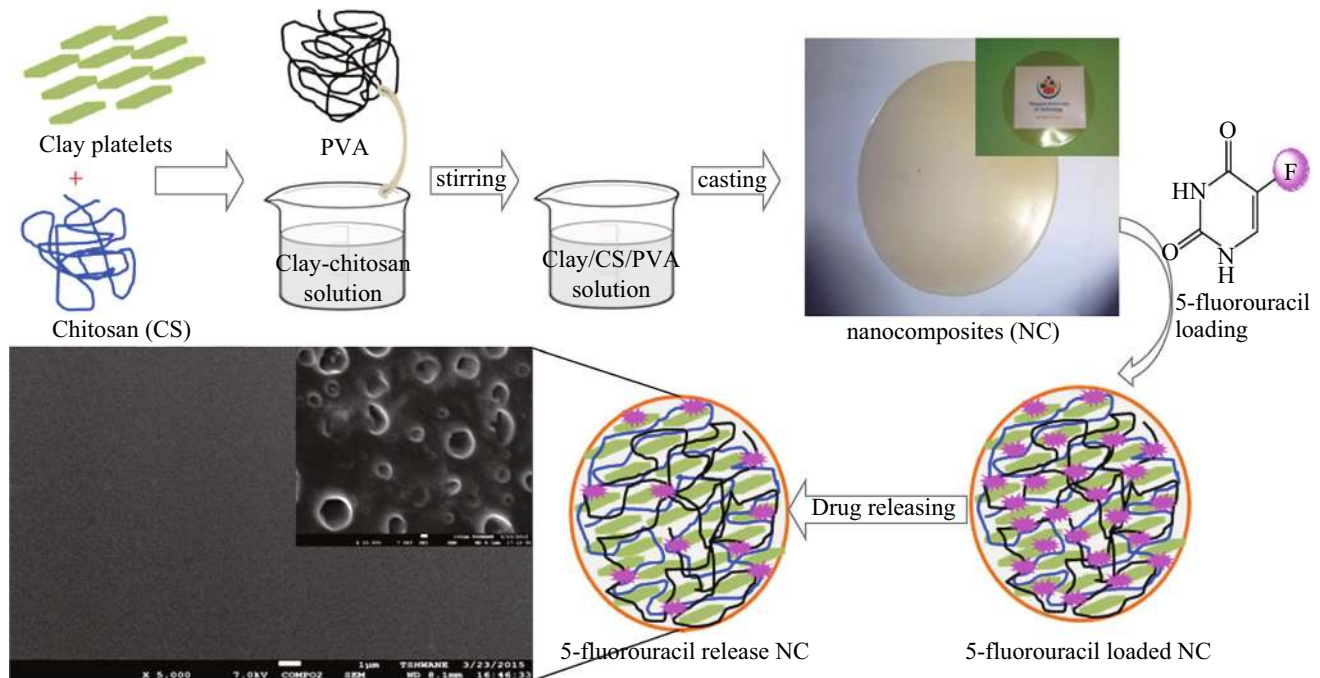 Clay platelets
+
Chitosan (CS)
PVA
Clay-chitosan
solution
stirring
Clay/CS/PVA
solution
casting
nanocomposites (NC)
O
F
HN
O
N
H
5-fluorouracil
loading
5-fluorouracil loaded NC
Drug releasing
5-fluorouracil release NC
X 5,000 7.0kV COMPO2 SEM 1µm TSHWANE WD 8.1mm 3/23/2015 16:46:33